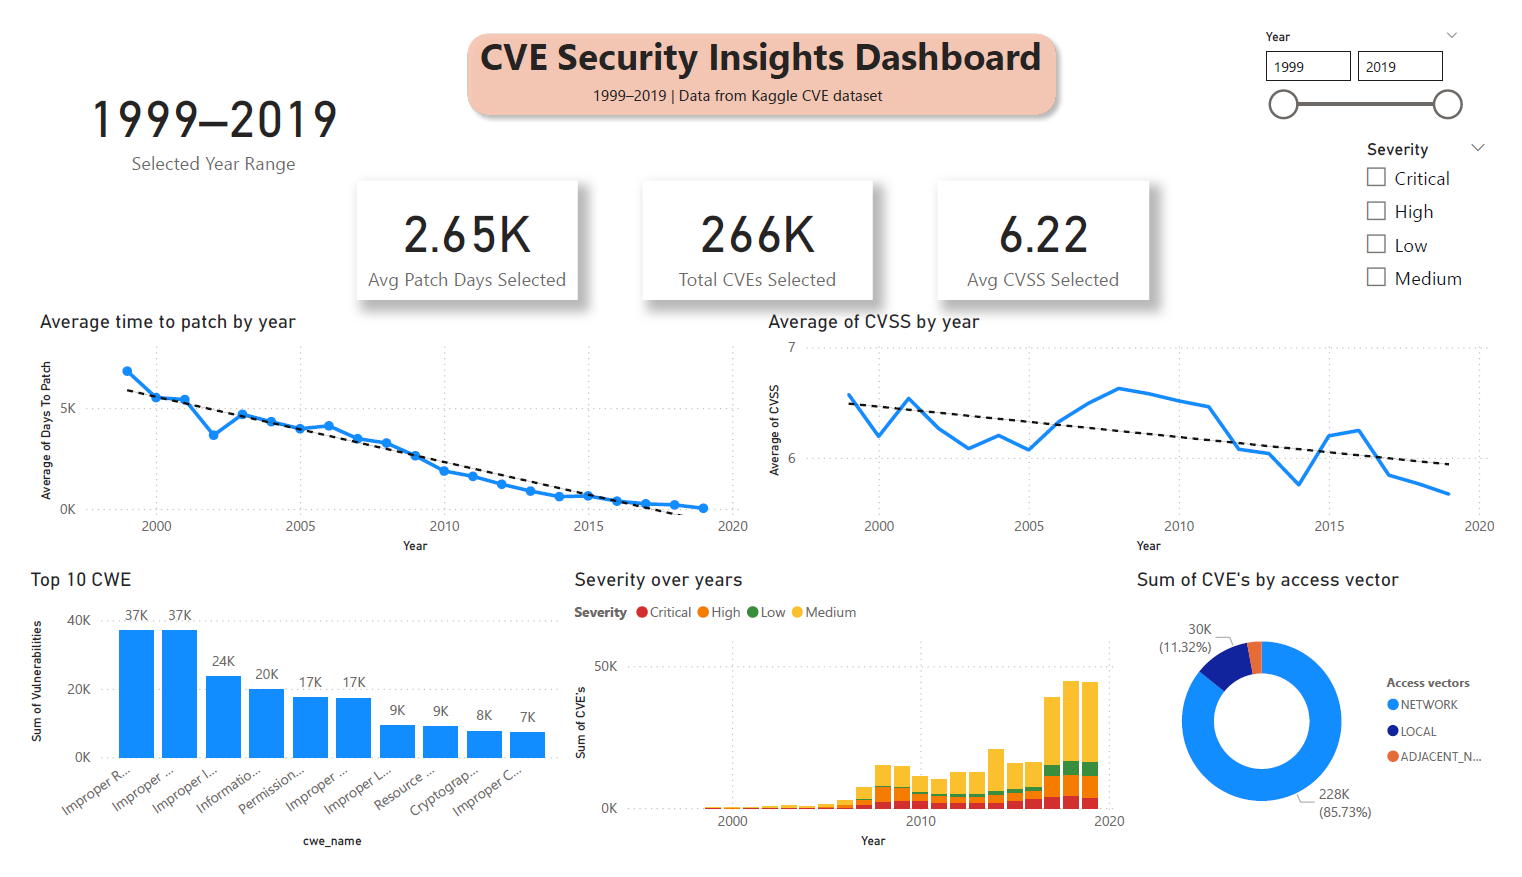 CVE Security Insights Dashboard
1999–2019 | Data from Kaggle CVE dataset
Year
1999
2019
1999–2019
Selected Year Range
Severity
Critical
High
Low
Medium
2.65K
Avg Patch Days Selected
266K
Total CVEs Selected
6.22
Avg CVSS Selected
Average time to patch by year
Average of Days To Patch
5K
0K
2000
2005
2010
2015
2020
Year
Average of CVSS by year
Average of CVSS
7
6
2000
2005
2010
2015
2020
Year
Top 10 CWE
Sum of Vulnerabilities
40K
20K
0K
37K
37K
24K
20K
17K
17K
9K
9K
8K
7K
Improper R...
Improper ...
Improper I...
Informatio...
Permission...
Improper ...
Improper L...
Resource ...
Cryptograp...
Improper C...
cwe_name
Severity over years
Severity Critical High Low Medium
Sum of CVE's
50K
0K
2000
2010
2020
Year
Sum of CVE's by access vector
30K
(11.32%)
228K
(85.73%)
Access vectors
NETWORK
LOCAL
ADJACENT_N...